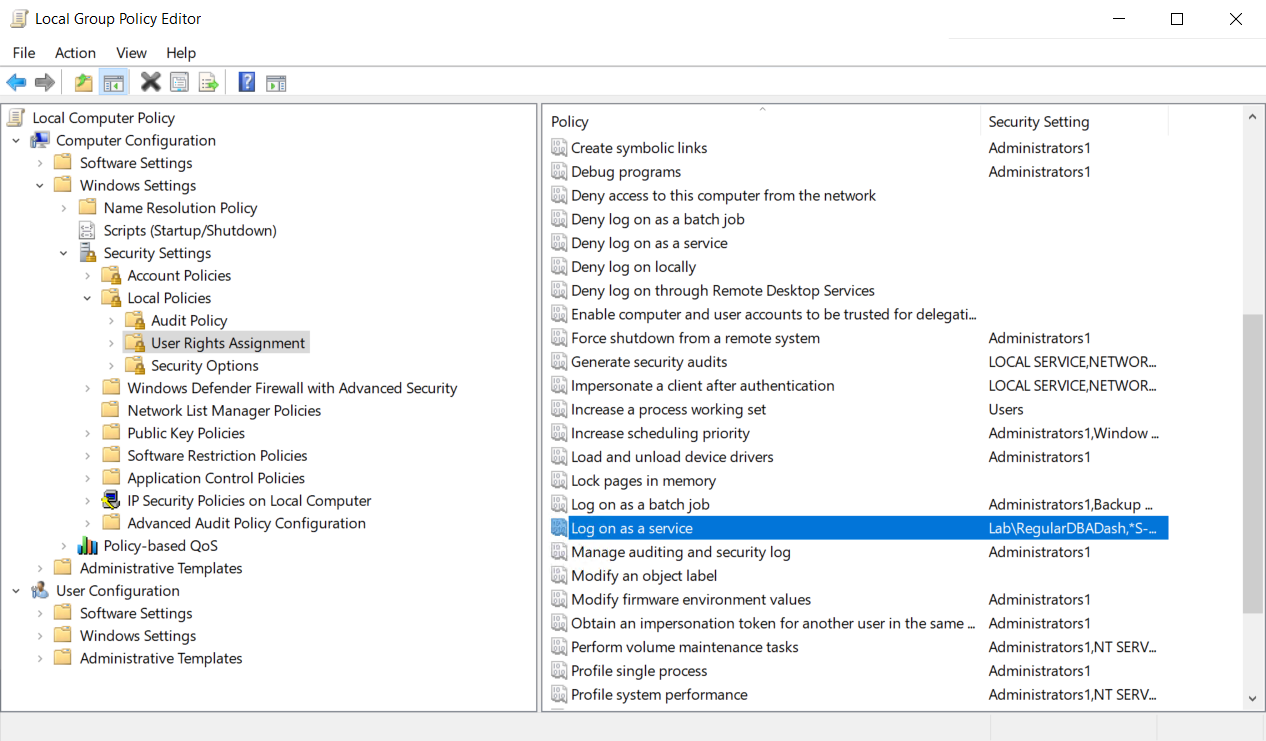 Local Group Policy Editor
File Action View Help
Local Computer Policy
Computer Configuration
Software Settings
Windows Settings
Name Resolution Policy
Scripts (Startup/Shutdown)
Security Settings
Account Policies
Local Policies
Audit Policy
User Rights Assignment
Security Options
Windows Defender Firewall with Advanced Security
Network List Manager Policies
Public Key Policies
Software Restriction Policies
Application Control Policies
IP Security Policies on Local Computer
Advanced Audit Policy Configuration
Policy-based QoS
Administrative Templates
User Configuration
Software Settings
Windows Settings
Administrative Templates
Policy Security Setting
Create symbolic links Administrators1
Debug programs Administrators1
Deny access to this computer from the network
Deny log on as a batch job
Deny log on as a service
Deny log on locally
Deny log on through Remote Desktop Services
Enable computer and user accounts to be trusted for delegati...
Force shutdown from a remote system Administrators1
Generate security audits LOCAL SERVICE,NETWOR...
Impersonate a client after authentication LOCAL SERVICE,NETWOR...
Increase a process working set Users
Increase scheduling priority Administrators1,Window ...
Load and unload device drivers Administrators1
Lock pages in memory
Log on as a batch job Administrators1,Backup ...
Log on as a service Lab\RegularDBADash,*S-...
Manage auditing and security log Administrators1
Modify an object label
Modify firmware environment values Administrators1
Obtain an impersonation token for another user in the same ... Administrators1
Perform volume maintenance tasks Administrators1,NT SERV...
Profile single process Administrators1
Profile system performance Administrators1,NT SERV...